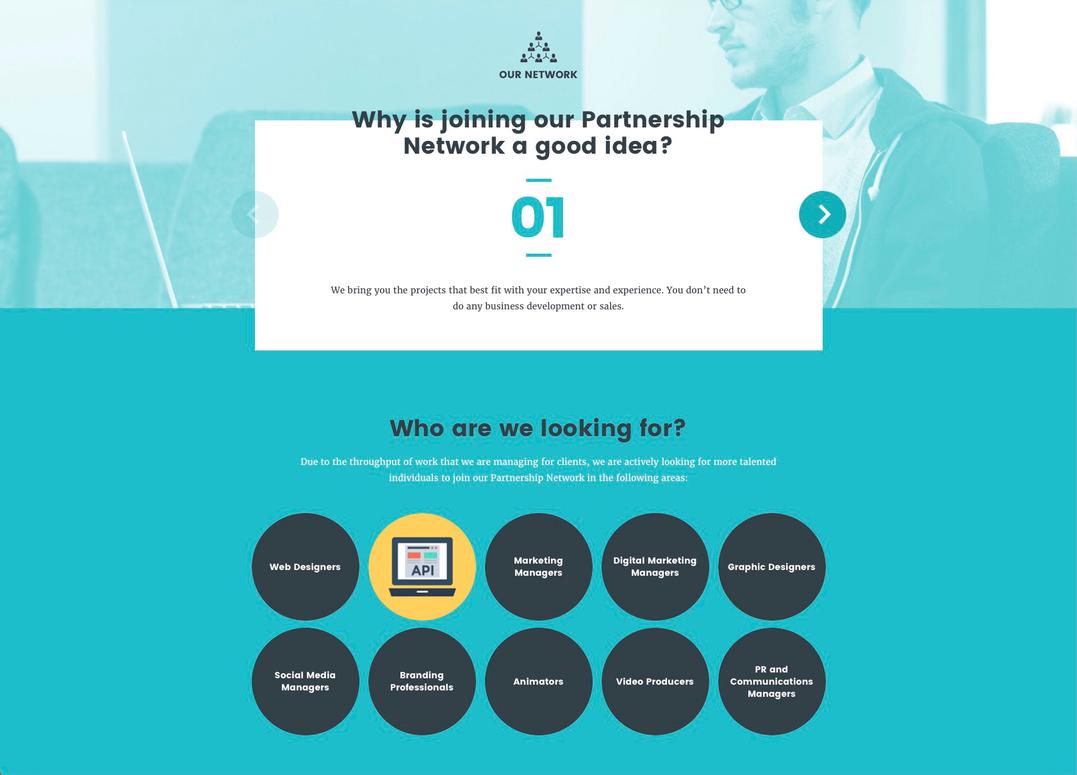 OUR NETWORK
Why is joining our Partnership
Network a good idea?
01
We bring you the projects that best fit with your expertise and experience. You don’t need to
do any business development or sales.
Who are we looking for?
Due to the throughput of work that we are managing for clients, we are actively looking for more talented
individuals to join our Partnership Network in the following areas:
Web Designers
API
Marketing
Managers
Digital Marketing
Managers
Graphic Designers
Social Media
Managers
Branding
Professionals
Animators
Video Producers
PR and
Communications
Managers